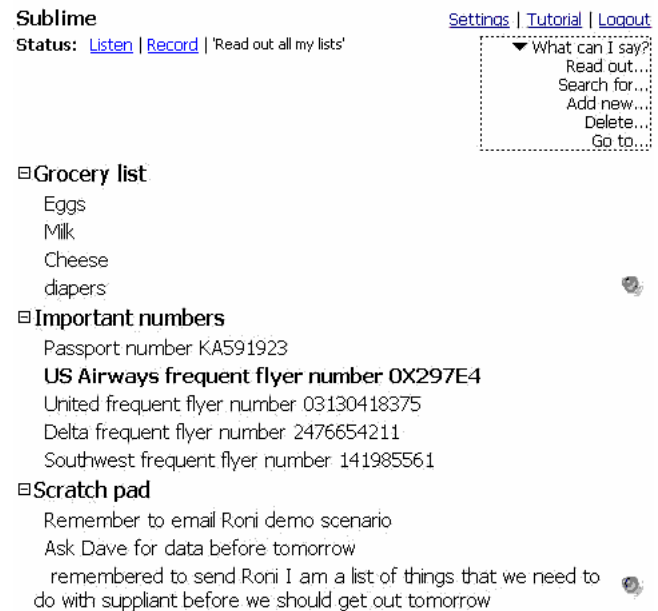 Sublime
Settings | Tutorial | Logout
Status: Listen | Record | 'Read out all my lists'
What can I say?
Read out...
Search for...
Add new...
Delete...
Go to...
Grocery list
Eggs
Milk
Cheese
diapers
Important numbers
Passport number KA591923
US Airways frequent flyer number 0X297E4
United frequent flyer number 03130418375
Delta frequent flyer number 2476654211
Southwest frequent flyer number 141985561
Scratch pad
Remember to email Roni demo scenario
Ask Dave for data before tomorrow
remembered to send Roni I am a list of things that we need to
do with suppliant before we should get out tomorrow